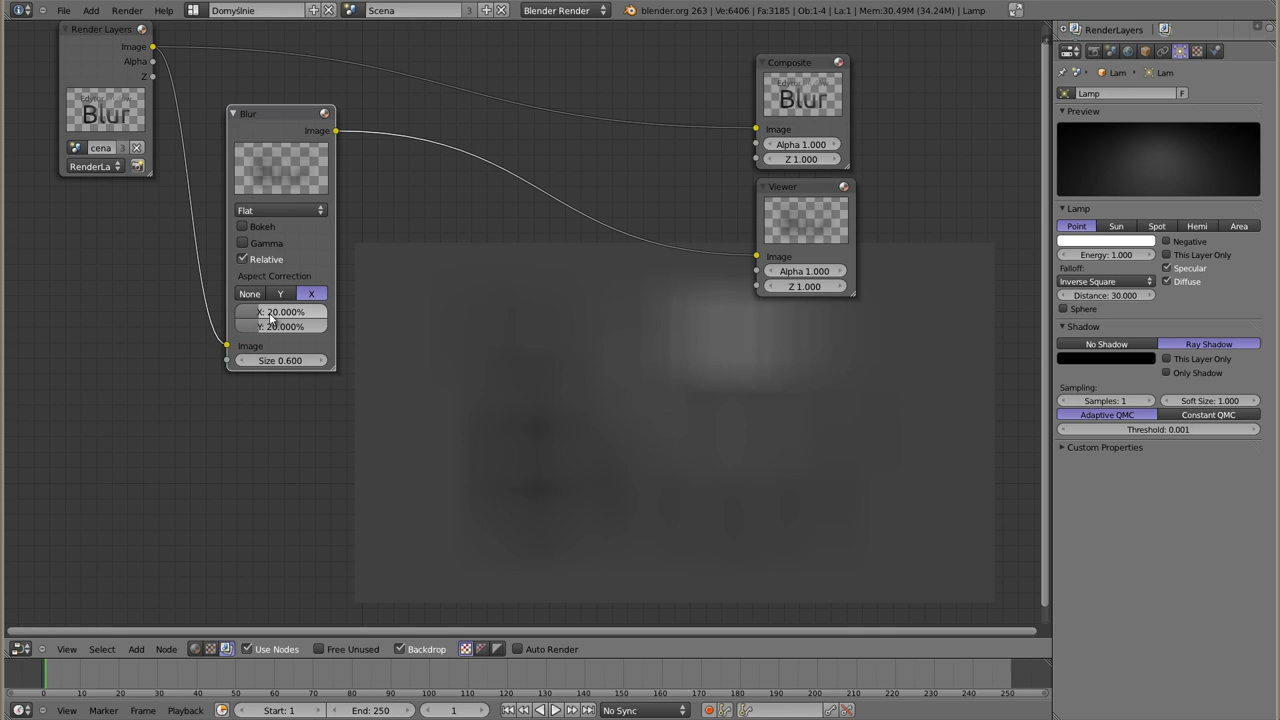 File Add Render Help Domyślnie Scena 3 Blender Render blender.org 263 | Ve:6406 | Fa:3185 | Ob:1-4 | La:1 | Mem:30.49M (34.24M) | Lamp
Render Layers
Image
Alpha
Z
Blur
cena 3
RenderLa
Blur
Image
Flat
Bokeh
Gamma
Relative
Aspect Correction
None Y X
X: 20.000%
Y: 20.000%
Image
Size 0.600
Composite
Blur
Image
Alpha 1.000
Z 1.000
Viewer
Image
Alpha 1.000
Z 1.000
RenderLayers
Lam Lam
Lamp F
Preview
Lamp
Point Sun Spot Hemi Area
Negative
Energy: 1.000 This Layer Only
Falloff: Specular
Inverse Square Diffuse
Distance: 30.000
Sphere
Shadow
No Shadow Ray Shadow
This Layer Only
Only Shadow
Sampling:
Samples: 1 Soft Size: 1.000
Adaptive QMC Constant QMC
Threshold: 0.001
Custom Properties
View Select Add Node Use Nodes Free Unused Backdrop Auto Render
0 10 20 30 40 50 60 70 80 90 100 110 120 130 140 150 160 170 180 190 200 210 220 230 240 250
View Marker Frame Playback Start: 1 End: 250 1 No Sync